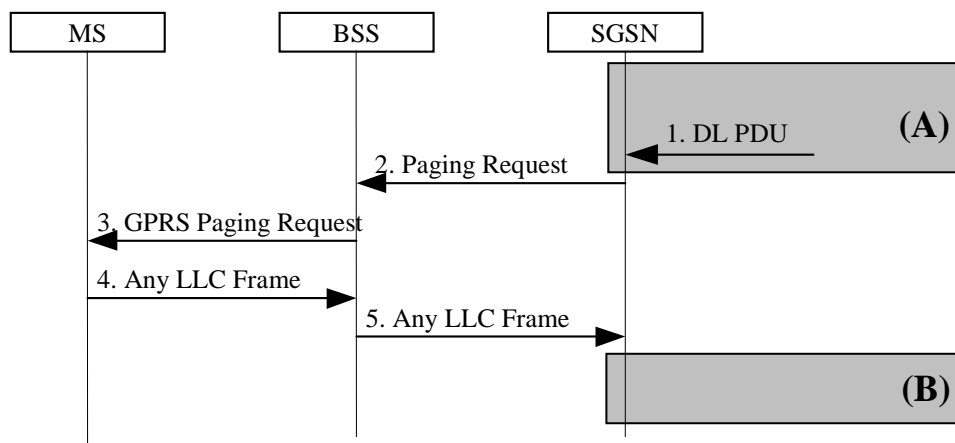 MS
BSS
SGSN
(A)
1. DL PDU
2. Paging Request
3. GPRS Paging Request
4. Any LLC Frame
5. Any LLC Frame
(B)